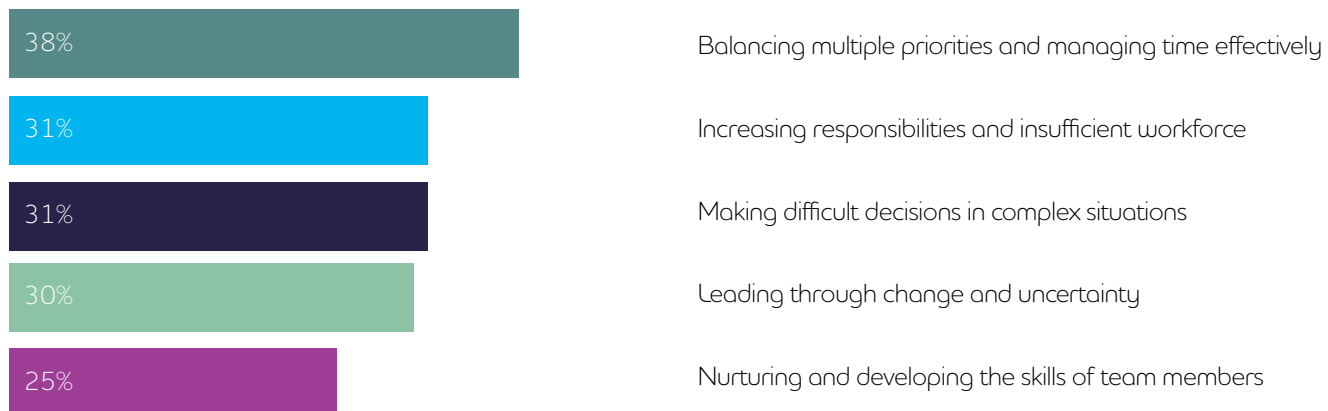 38%
Balancing multiple priorities and managing time effectively
31%
Increasing responsibilities and insufficient workforce
31%
Making difficult decisions in complex situations
30%
Leading through change and uncertainty
25%
Nurturing and developing the skills of team members